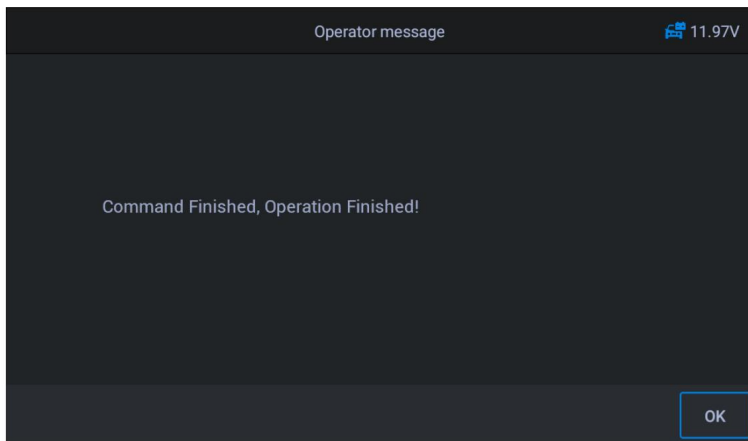 Operator message
11.97V
Command Finished, Operation Finished!
OK